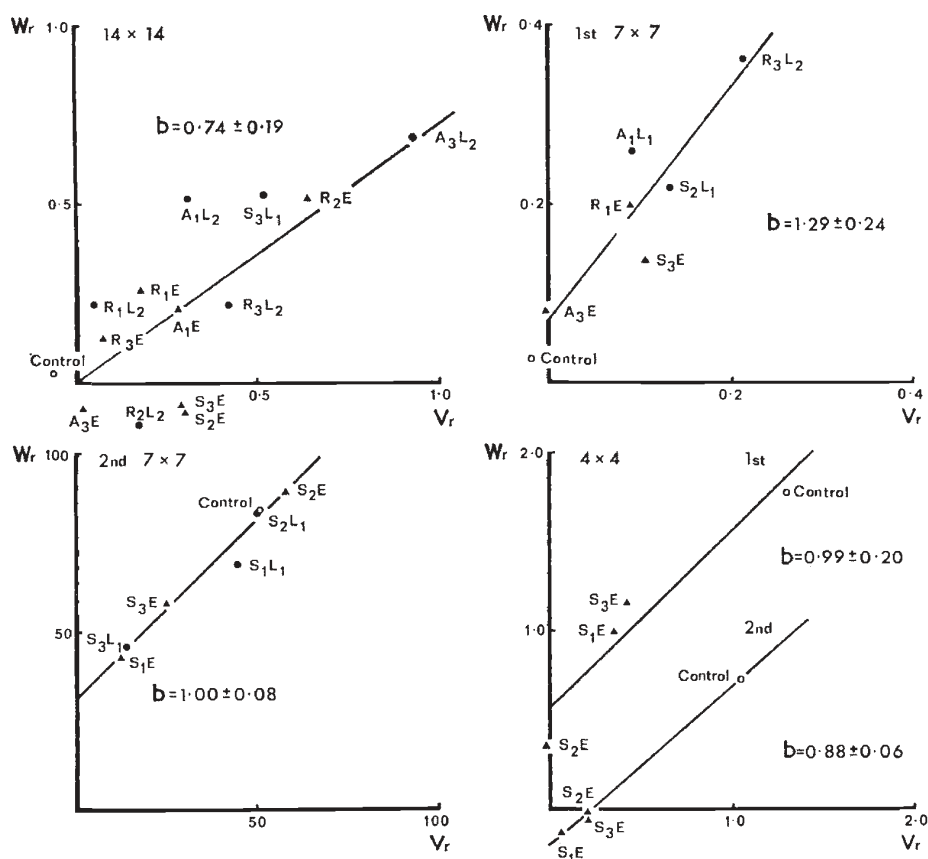 Wr 14 × 14
1.0
b=0·74 ±0·19
A3L2
R2E
0.5
A1L2
S3L1
R1E
R1L2
R3L2
A1E
R3E
Control
0.5
1.0
Vr
S3E
A3E
R2L2
S2E
Wr 0.4
1st 7 × 7
R3L2
A1L1
S2L1
0.2
R1E
b=1·29 ±0·24
S3E
A3E
Control
0.2
0.4
Vr
Wr 100
2nd 7 × 7
S2E
Control
S2L1
S1L1
S3E
50
S3L1
S1E
b=1·00 ±0·08
50
100
Vr
Wr 2.0
4 × 4 1st
Control
b=0·99 ±0·20
S3E
1.0
S1E
2nd
Control
S2E
b=0·88 ±0·06
S2E
S3E
1.0
2.0
S1E
Vr